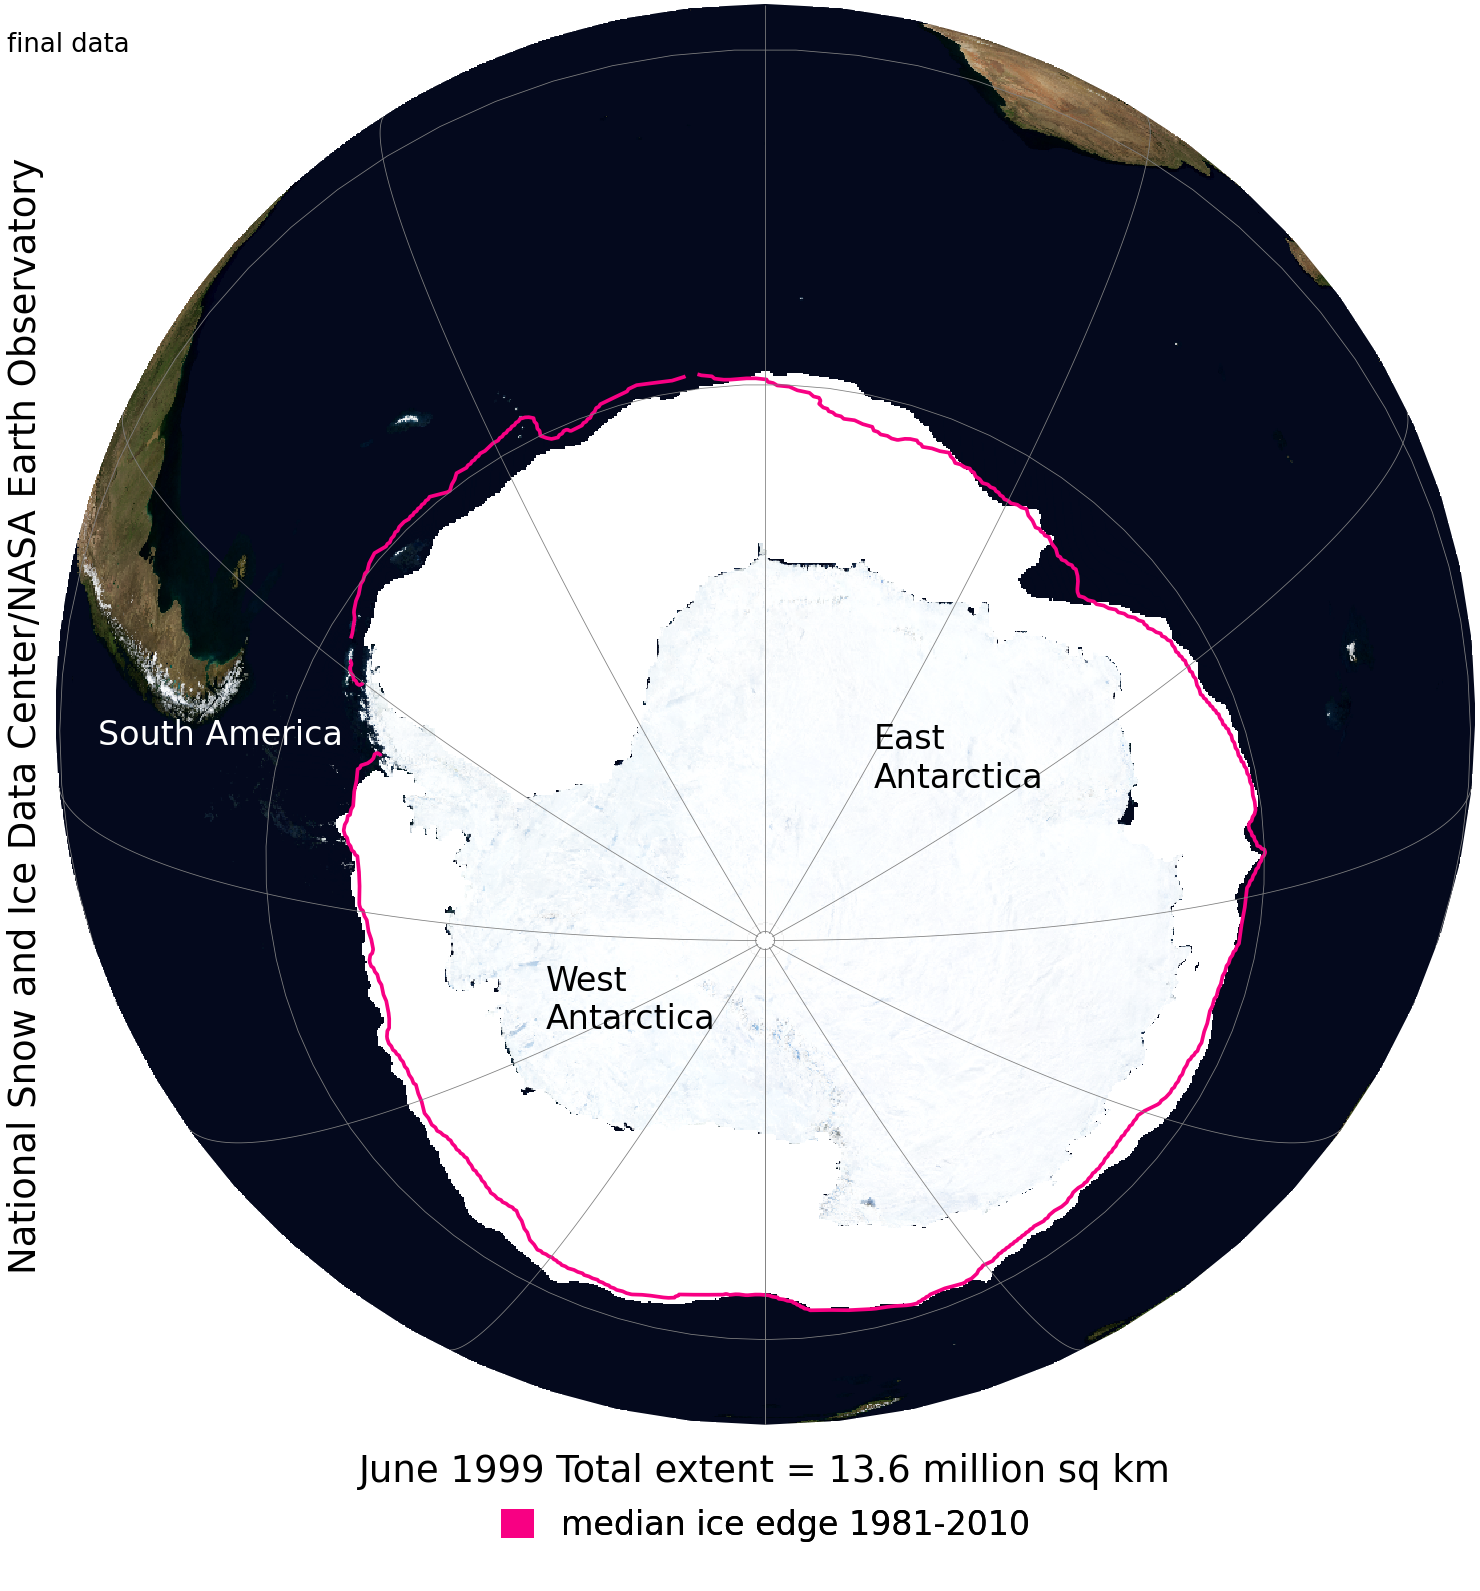 final data
National Snow and Ice Data Center/NASA Earth Observatory
South America
East
Antarctica
West
Antarctica
June 1999 Total extent = 13.6 million sq km
median ice edge 1981-2010